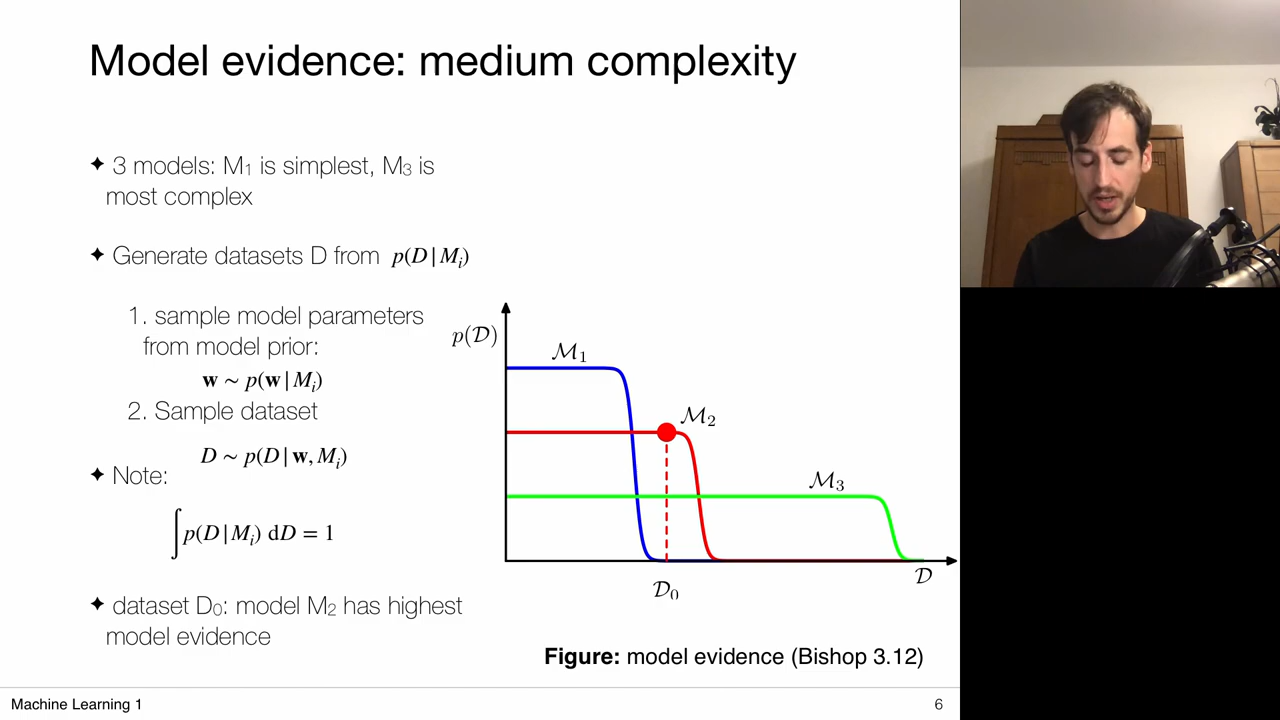 Model evidence: medium complexity
✦ 3 models: M₁ is simplest, M₃ is
most complex
✦ Generate datasets D from p(D|Mᵢ)
1. sample model parameters
from model prior:
w ~ p(w|Mᵢ)
2. Sample dataset
D ~ p(D|w, Mᵢ)
✦ Note:
∫p(D|Mᵢ) dD = 1
✦ dataset D₀: model M₂ has highest
model evidence
p(𝒟)
ℳ₁
ℳ₂
ℳ₃
𝒟
𝒟₀
Figure: model evidence (Bishop 3.12)
Machine Learning 1
6